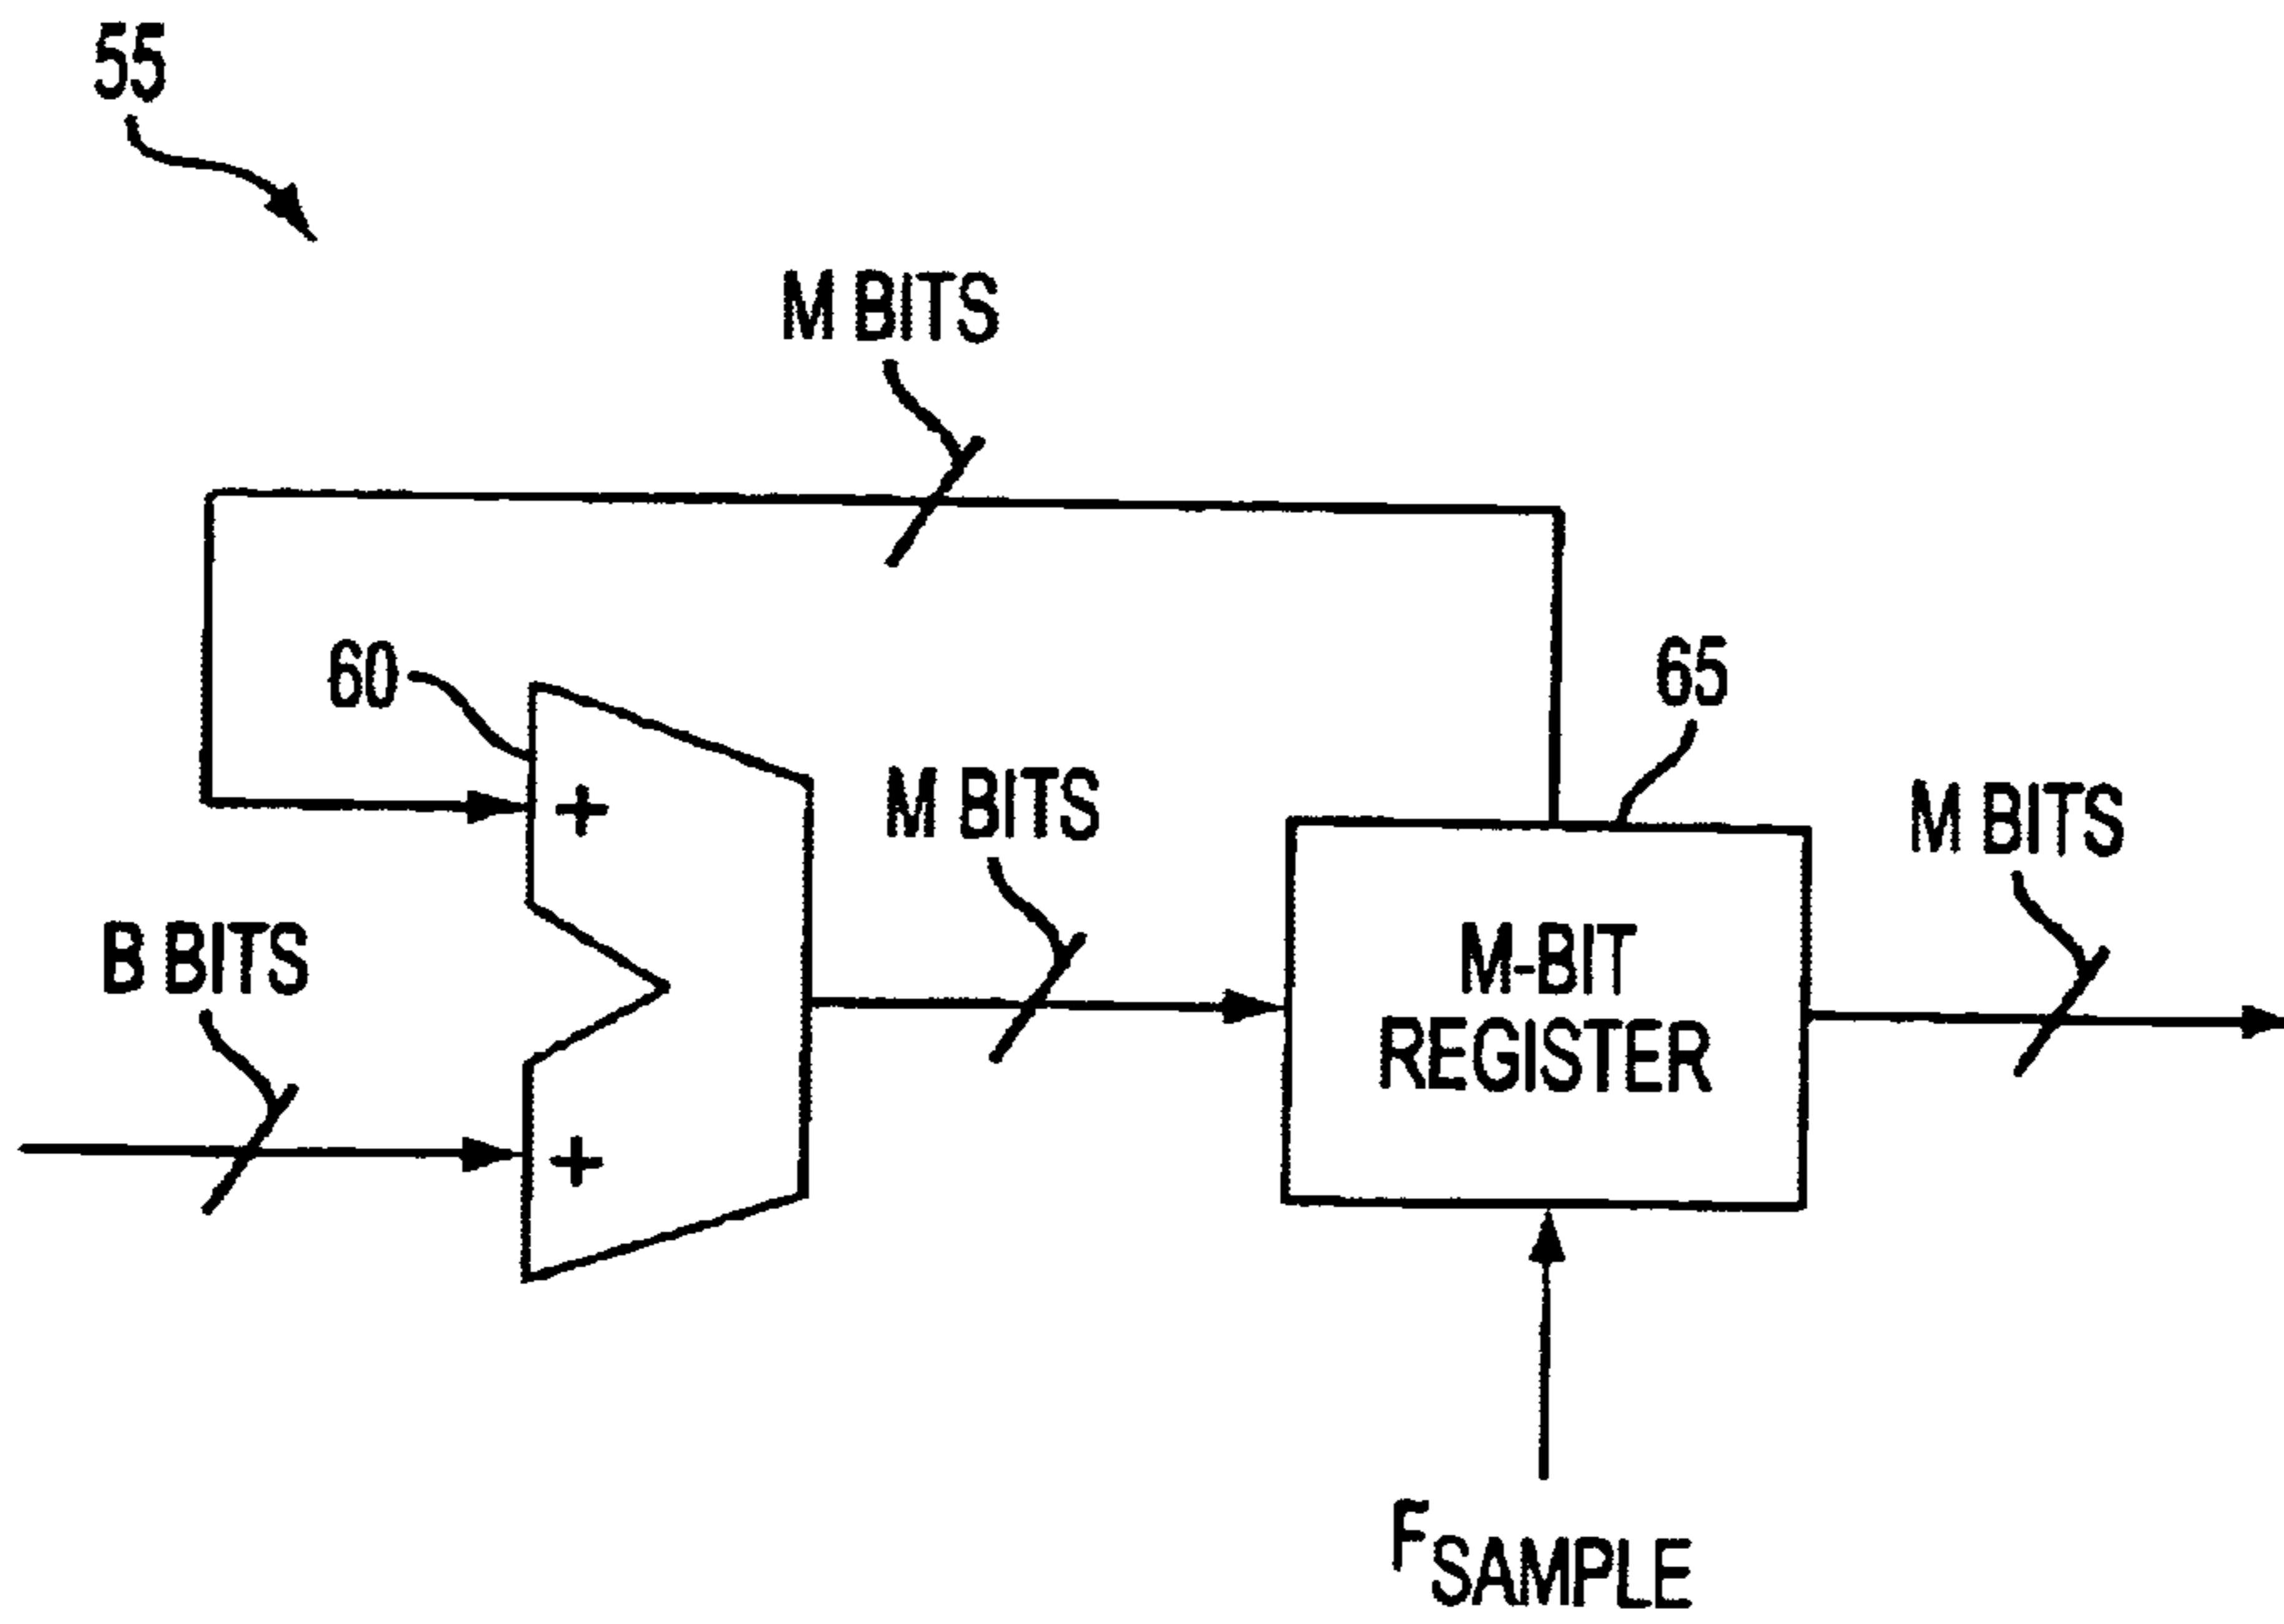 55
M BITS
60
65
M BITS
M BITS
B BITS
M-BIT
REGISTER
+
+
FSAMPLE